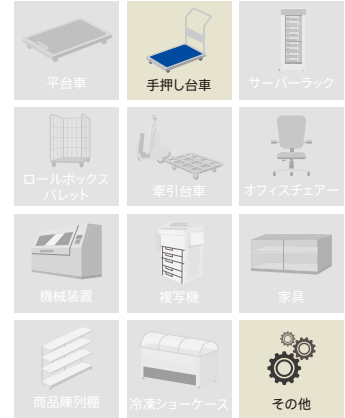 平台車
手押し台車
サーバーラック
ロールボックス
パレット
牽引台車
オフィスチェアー
機械装置
複写機
家具
商品陳列棚
冷凍ショーケース
その他